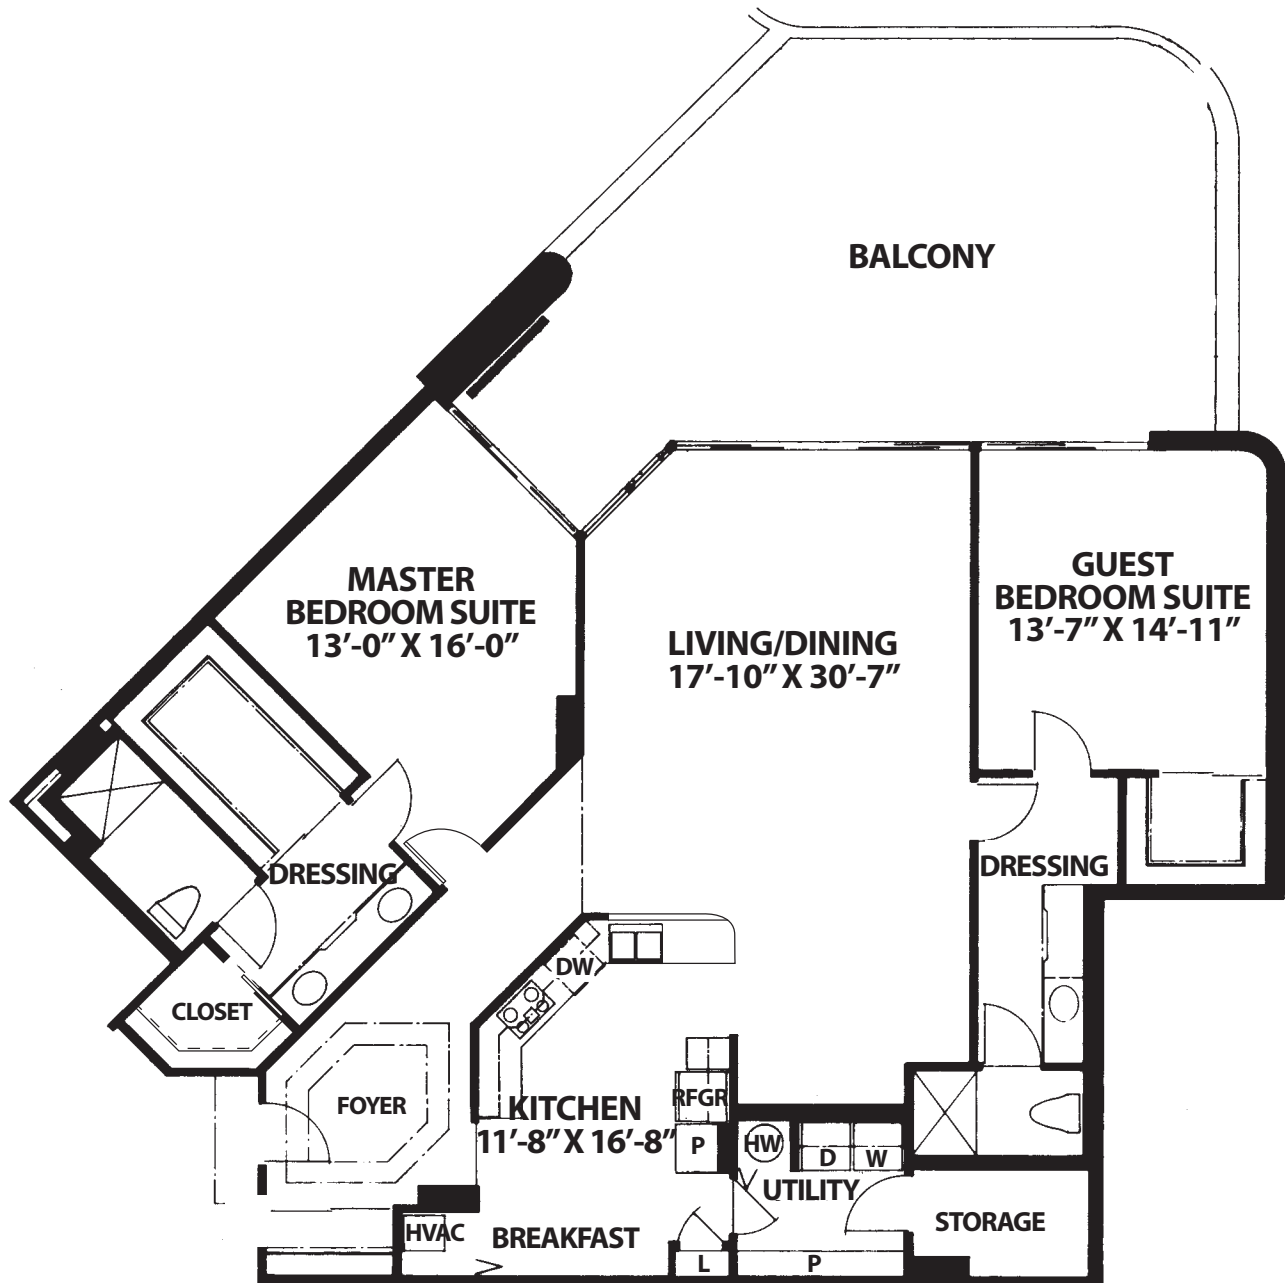 BALCONY
MASTER
BEDROOM SUITE
13’-0” X 16’-0”
GUEST
BEDROOM SUITE
13’-7” X 14’-11”
LIVING/DINING
17’-10” X 30’-7”
DRESSING
DRESSING
DW
CLOSET
FOYER
KITCHEN
11’-8” X 16’-8”
RFGR
P
HW
D
W
UTILITY
STORAGE
HVAC
BREAKFAST
L
P